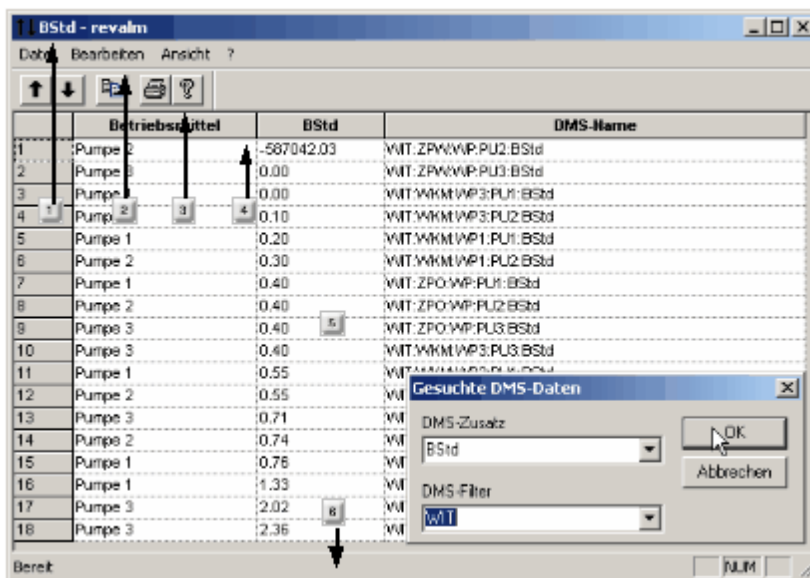 BStd - revalm
Bearbeiten Ansicht ?
BStd DMS-Name
1 Pumpe 2 -587042.03 WIT:ZPW:WP:PU2:BStd
2 0.00 WIT:ZPW:WP:PU3:BStd
3 0.00 WIT:WKM:WP3:PU1:BStd
4 0.10 WIT:WKM:WP3:PU2:BStd
5 Pumpe 1 0.20 WIT:WKM:WP1:PU1:BStd
6 Pumpe 2 0.30 WIT:WKM:WP1:PU2:BStd
7 Pumpe 1 0.40 WIT:ZPO:WP:PU1:BStd
8 Pumpe 2 0.40 WIT:ZPO:WP:PU2:BStd
9 Pumpe 3 0.40 WIT:ZPO:WP:PU3:BStd
10 Pumpe 3 0.40 WIT:WKM:WP3:PU3:BStd
11 Pumpe 1 0.55
12 Pumpe 2 0.55
13 Pumpe 3 0.71
14 Pumpe 2 0.74
15 Pumpe 1 0.76
16 Pumpe 1 1.33
17 Pumpe 3 2.02
18 Pumpe 3 2.36
1 2 3 4
5
6
Gesuchte DMS-Daten
DMS-Zusatz
BStd
OK
Abbrechen
DMS-Filter
WIT
Bereit NUM